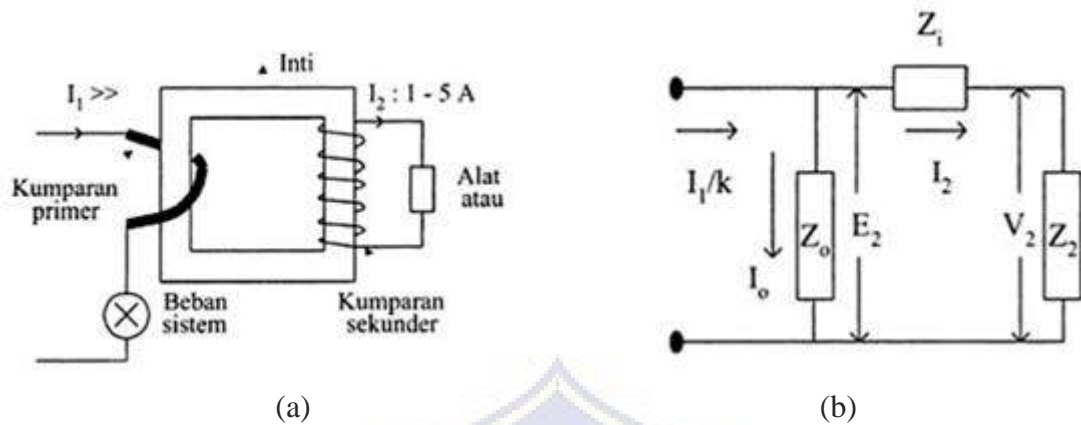 Inti
I₁ >>
I₂ : 1 - 5 A
Kumparan
primer
Alat
atau
Beban
sistem
Kumparan
sekunder
(a)
Zᵢ
I₁/k
I₂
Zₒ
E₂
V₂
Z₂
Iₒ
(b)